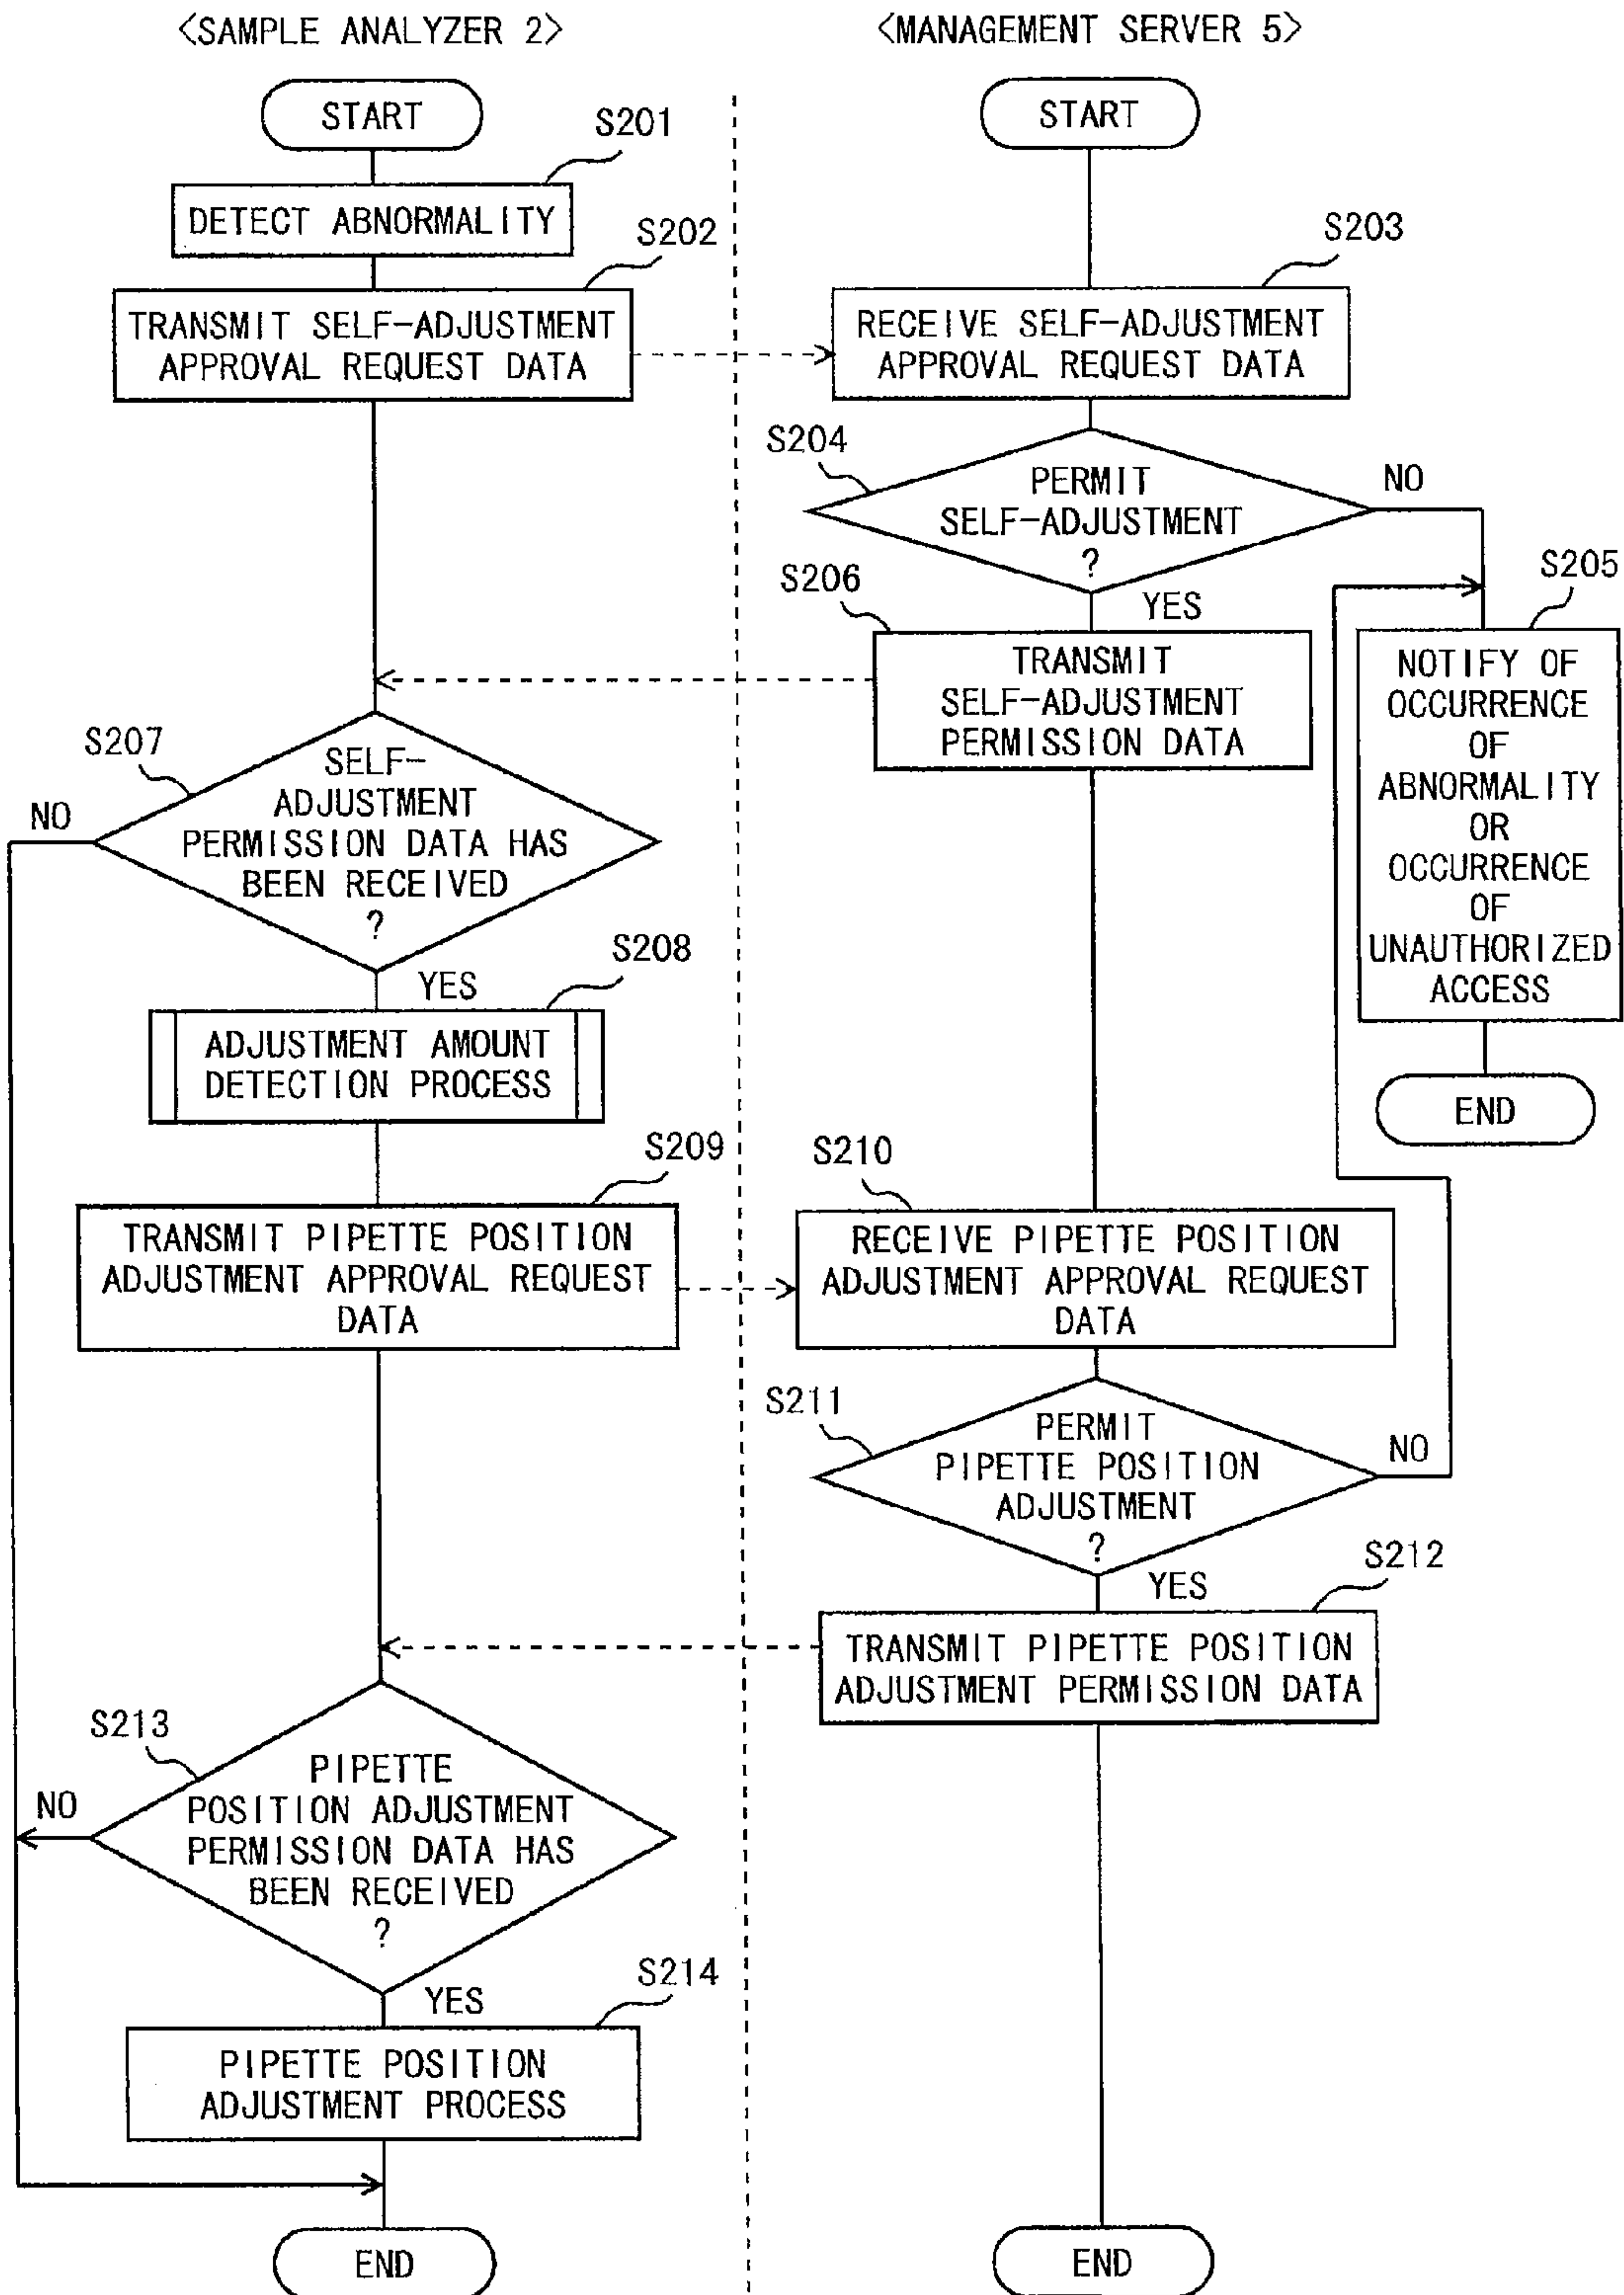 <SAMPLE ANALYZER 2>
<MANAGEMENT SERVER 5>
START
START
S201
DETECT ABNORMALITY
S202
TRANSMIT SELF-ADJUSTMENT
APPROVAL REQUEST DATA
S203
RECEIVE SELF-ADJUSTMENT
APPROVAL REQUEST DATA
S204
PERMIT
SELF-ADJUSTMENT
?
NO
YES
S205
NOTIFY OF
OCCURRENCE
OF
ABNORMALITY
OR
OCCURRENCE
OF
UNAUTHORIZED
ACCESS
END
S206
TRANSMIT
SELF-ADJUSTMENT
PERMISSION DATA
S207
SELF-
ADJUSTMENT
PERMISSION DATA HAS
BEEN RECEIVED
?
NO
YES
S208
ADJUSTMENT AMOUNT
DETECTION PROCESS
S209
TRANSMIT PIPETTE POSITION
ADJUSTMENT APPROVAL REQUEST
DATA
S210
RECEIVE PIPETTE POSITION
ADJUSTMENT APPROVAL REQUEST
DATA
S211
PERMIT
PIPETTE POSITION
ADJUSTMENT
?
NO
YES
S212
TRANSMIT PIPETTE POSITION
ADJUSTMENT PERMISSION DATA
S213
PIPETTE
POSITION ADJUSTMENT
PERMISSION DATA HAS
BEEN RECEIVED
?
NO
YES
S214
PIPETTE POSITION
ADJUSTMENT PROCESS
END
END